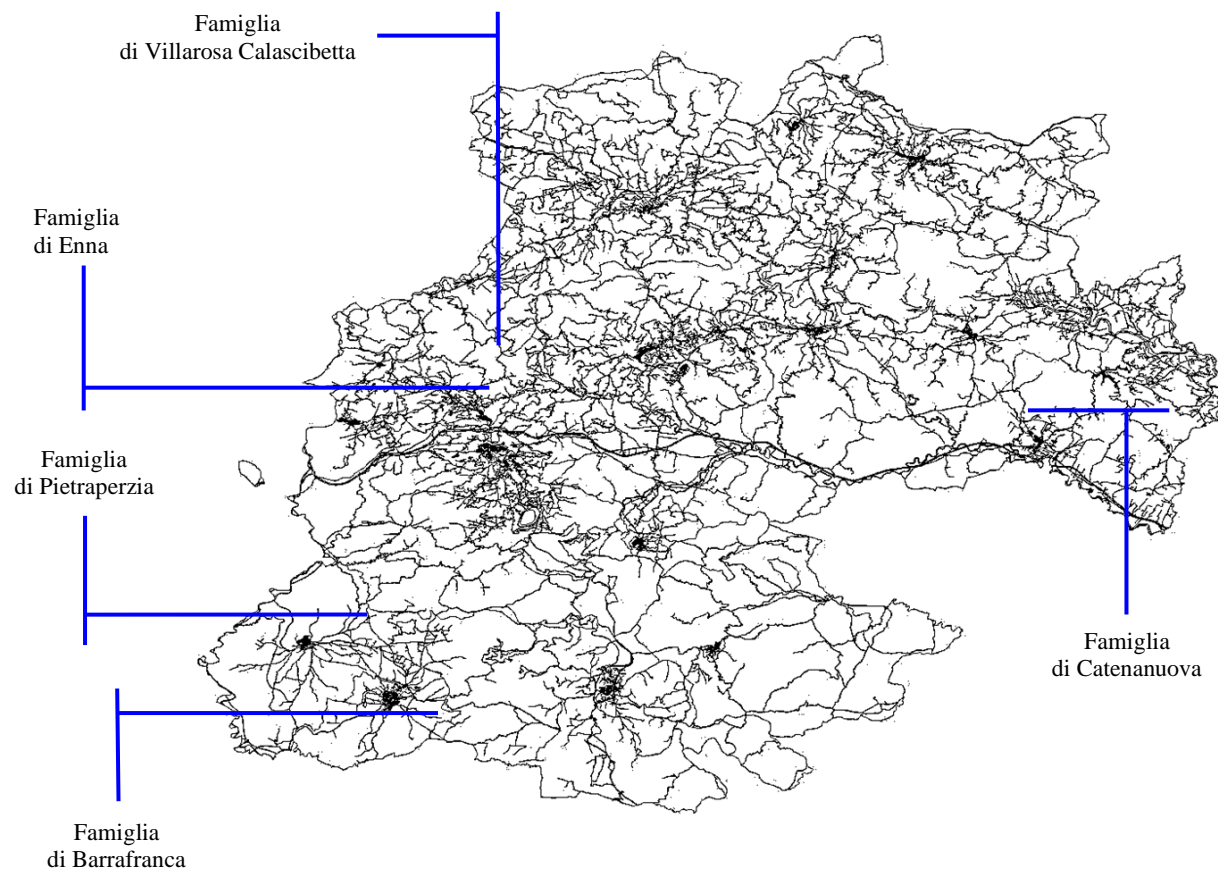 Famiglia
di Villarosa Calascibetta
Famiglia
di Enna
Famiglia
di Pietraperzia
Famiglia
di Catenanuova
Famiglia
di Barrafranca